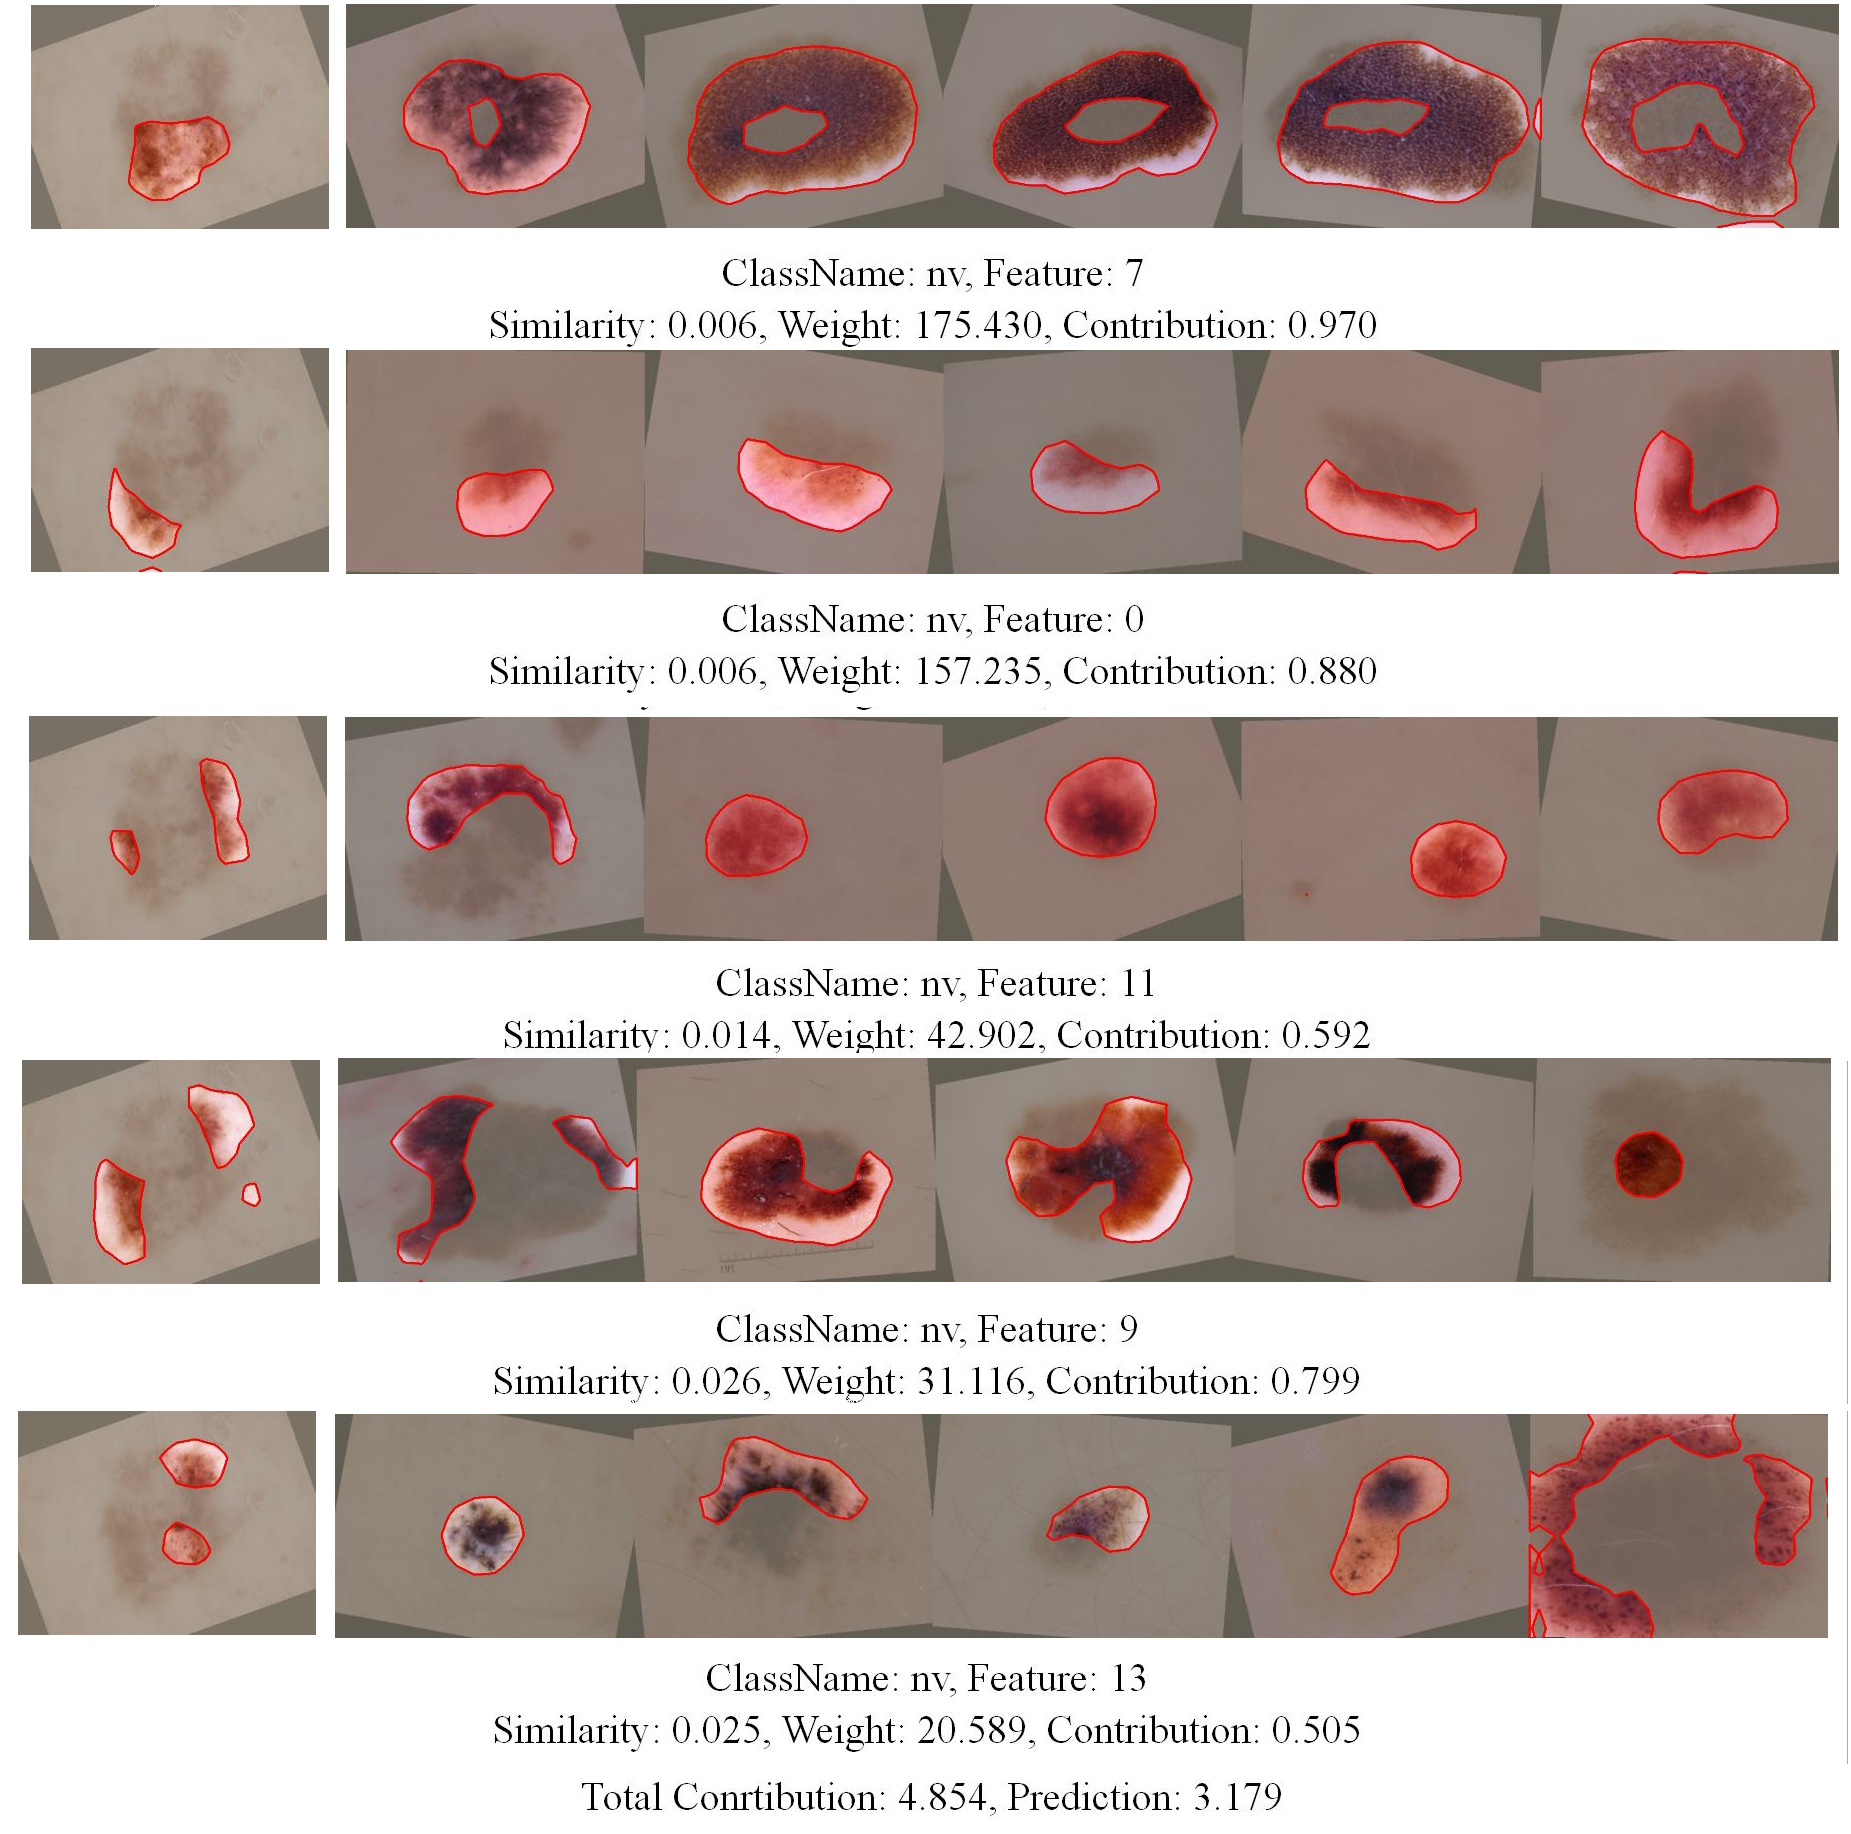 ClassName: nv, Feature: 7
Similarity: 0.006, Weight: 175.430, Contribution: 0.970
ClassName: nv, Feature: 0
Similarity: 0.006, Weight: 157.235, Contribution: 0.880
ClassName: nv, Feature: 11
Similarity: 0.014, Weight: 42.902, Contribution: 0.592
ClassName: nv, Feature: 9
Similarity: 0.026, Weight: 31.116, Contribution: 0.799
ClassName: nv, Feature: 13
Similarity: 0.025, Weight: 20.589, Contribution: 0.505
Total Conrtibution: 4.854, Prediction: 3.179